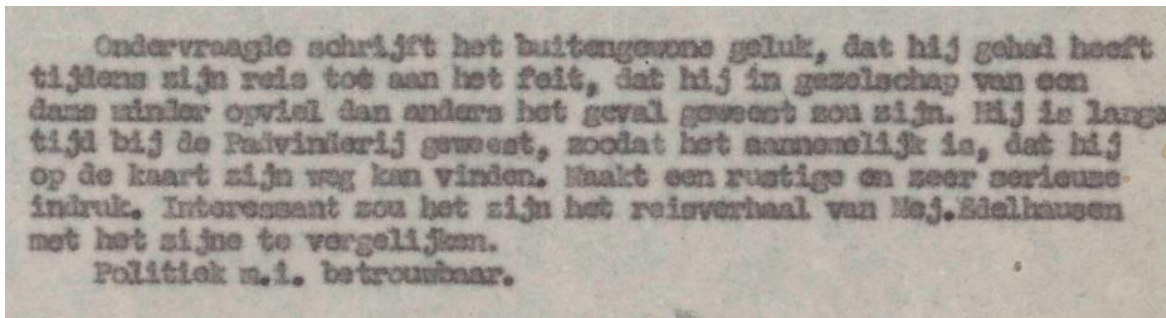 Ondervraagde schrijft het buitengewone geluk, dat hij gehad heeft
tijdens zijn reis toe aan het feit, dat hij in gezelschap van een
dame minder opviel dan anders het geval geweest zou zijn. Hij is lange
tijd bij de Padvinderij geweest, zoodat het aannemelijk is, dat hij
op de kaart zijn weg kan vinden. Maakt een rustige en zeer serieuze
indruk. Interessant zou het zijn het reisverhaal van Mej.Edelhausen
met het zijne te vergelijken.
Politiek m.i. betrouwbaar.